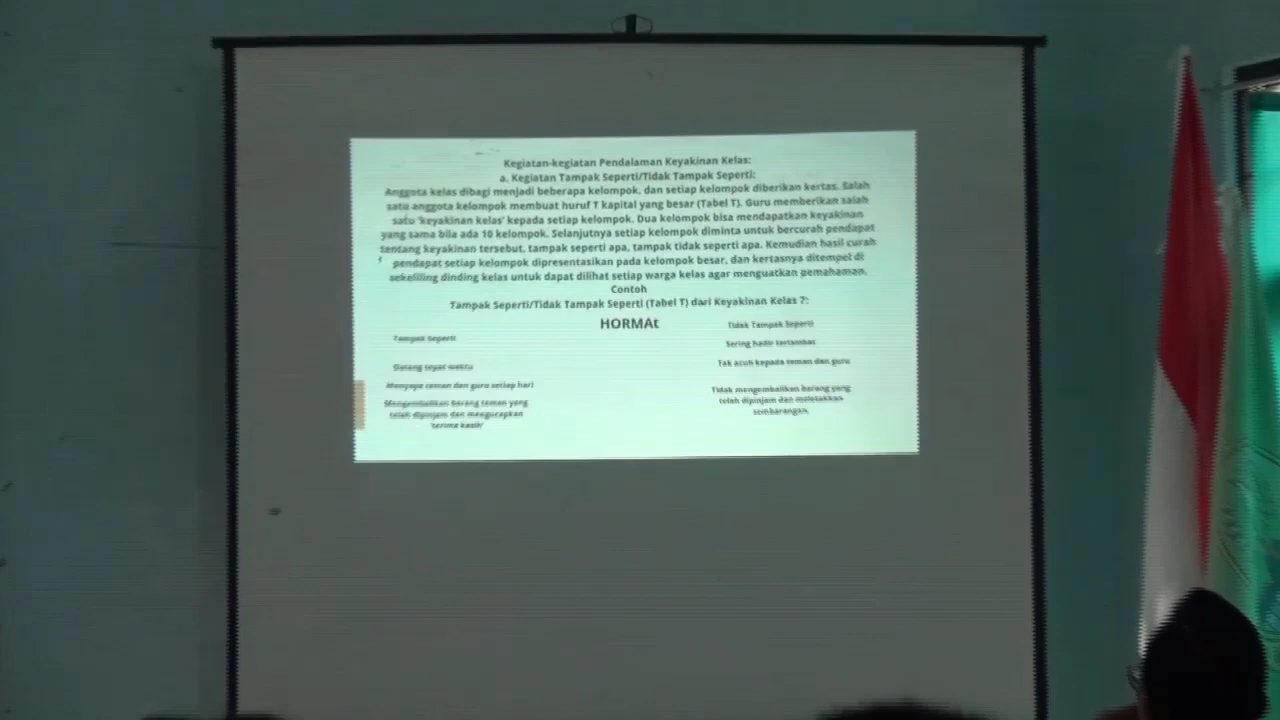 Kegiatan-kegiatan Pendalaman Keyakinan Kelas:
a. Kegiatan Tampak Seperti/Tidak Tampak Seperti:
Anggota kelas dibagi menjadi beberapa kelompok, dan setiap kelompok diberikan kertas. Salah
satu anggota kelompok membuat huruf T kapital yang besar (Tabel T). Guru memberikan salah
satu 'keyakinan kelas' kepada setiap kelompok. Dua kelompok bisa mendapatkan keyakinan
yang sama bila ada 10 kelompok. Selanjutnya setiap kelompok diminta untuk bercurah pendapat
tentang keyakinan tersebut, tampak seperti apa, tampak tidak seperti apa. Kemudian hasil curah
pendapat setiap kelompok dipresentasikan pada kelompok besar, dan kertasnya ditempel di
sekeliling dinding kelas untuk dapat dilihat setiap warga kelas agar menguatkan pemahaman.
Contoh
Tampak Seperti/Tidak Tampak Seperti (Tabel T) dari Keyakinan Kelas 7:
HORMAt
Tampak Seperti
Datang tepat waktu
Menyapa teman dan guru setiap hari
Mengembalikan barang teman yang
telah dipinjam dan mengucapkan
'terima kasih'
Tidak Tampak Seperti
Sering hadir terlambat
Tak acuh kepada teman dan guru
Tidak mengembalikan barang yang
telah dipinjam dan meletakkan
sembarangan.